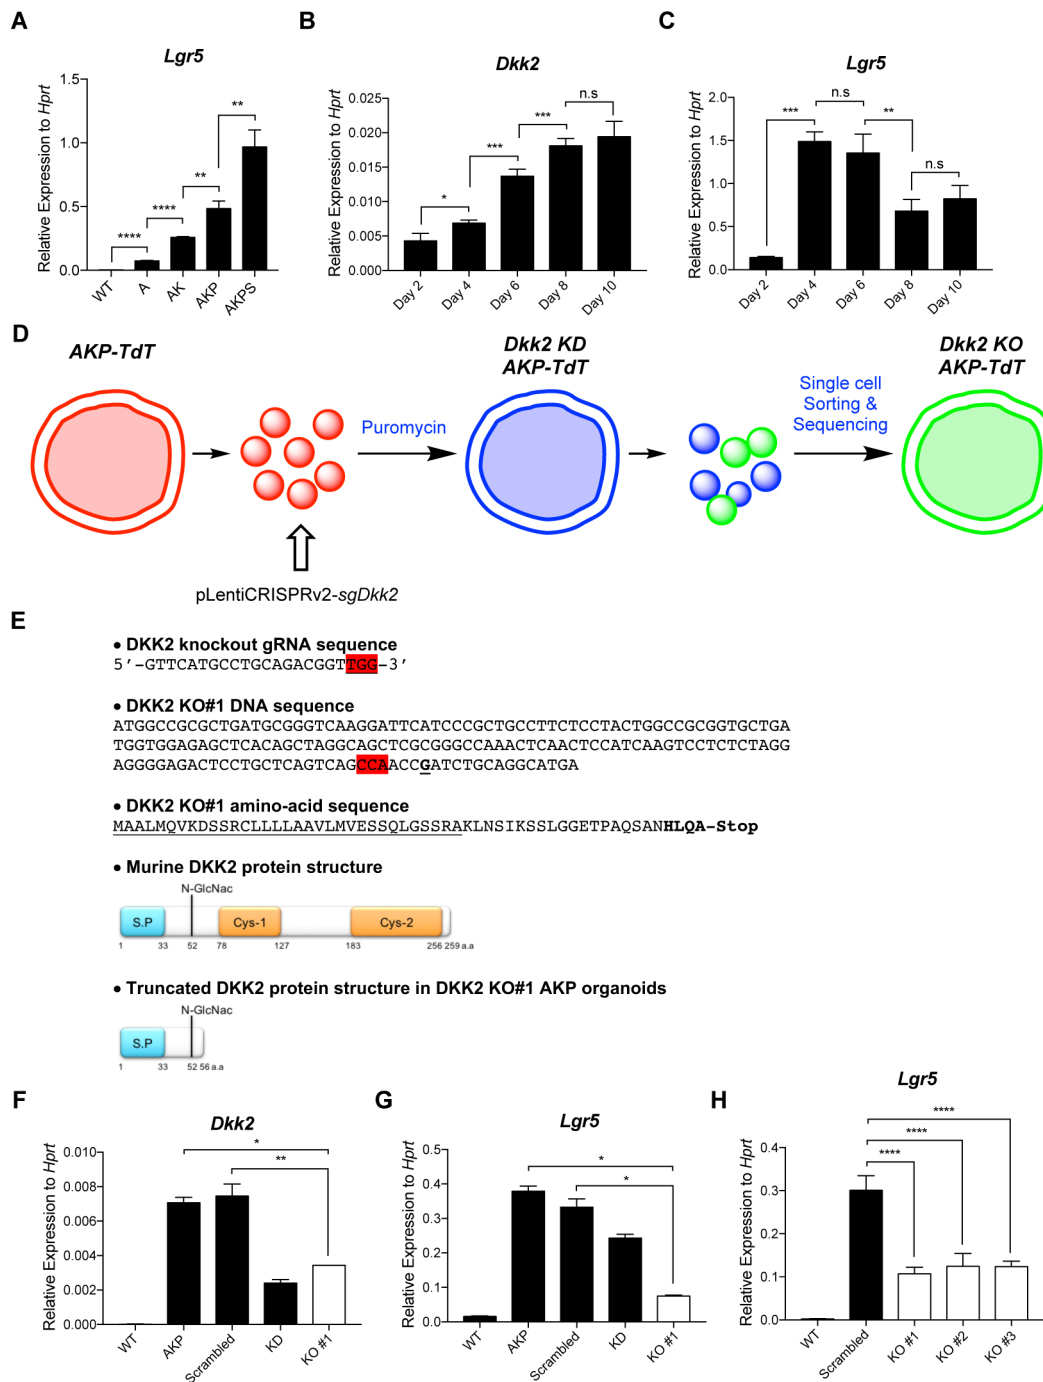 A
Lgr5
Relative Expression to Hprt
1.5
1.0
0.5
0.0
****
****
**
**
WT
A
AK
AKP
AKPS
B
Dkk2
Relative Expression to Hprt
0.025
0.020
0.015
0.010
0.005
0.000
*
***
***
n.s
Day 2
Day 4
Day 6
Day 8
Day 10
C
Lgr5
Relative Expression to Hprt
2.0
1.5
1.0
0.5
0.0
***
n.s
**
n.s
Day 2
Day 4
Day 6
Day 8
Day 10
D
AKP-TdT
pLentiCRISPRv2-sgDkk2
Puromycin
Dkk2 KD
AKP-TdT
Single cell
Sorting &
Sequencing
Dkk2 KO
AKP-TdT
E
• DKK2 knockout gRNA sequence
5’-GTTCATGCCTGCAGACGGTTGG-3’
• DKK2 KO#1 DNA sequence
ATGGCCGCGCTGATGCGGGTCAAGGATTCATCCCGCTGCCTTCTCCTACTGGCCGCGGTGCTGA
TGGTGGAGAGCTCACAGCTAGGCAGCTCGCGGGCCAAACTCAACTCCATCAAGTCCTCTCTAGG
AGGGGAGACTCCTGCTCAGTCAGCCAACCGATCTGCAGGCATGA
• DKK2 KO#1 amino-acid sequence
MAALMQVKDSSRCLLLLAAVLMVESSQLGSSRAKLNSIKSSLGGETPAQSANHLQA-Stop
• Murine DKK2 protein structure
N-GlcNac
S.P
Cys-1
Cys-2
1 33 52 78 127 183 256 259 a.a
• Truncated DKK2 protein structure in DKK2 KO#1 AKP organoids
N-GlcNac
S.P
1 33 52 56 a.a
F
Dkk2
Relative Expression to Hprt
0.010
0.008
0.006
0.004
0.002
0.000
*
**
WT
AKP
Scrambled
KD
KO #1
G
Lgr5
Relative Expression to Hprt
0.5
0.4
0.3
0.2
0.1
0.0
*
*
WT
AKP
Scrambled
KD
KO #1
H
Lgr5
Relative Expression to Hprt
0.4
0.3
0.2
0.1
0.0
****
****
****
WT
Scrambled
KO #1
KO #2
KO #3